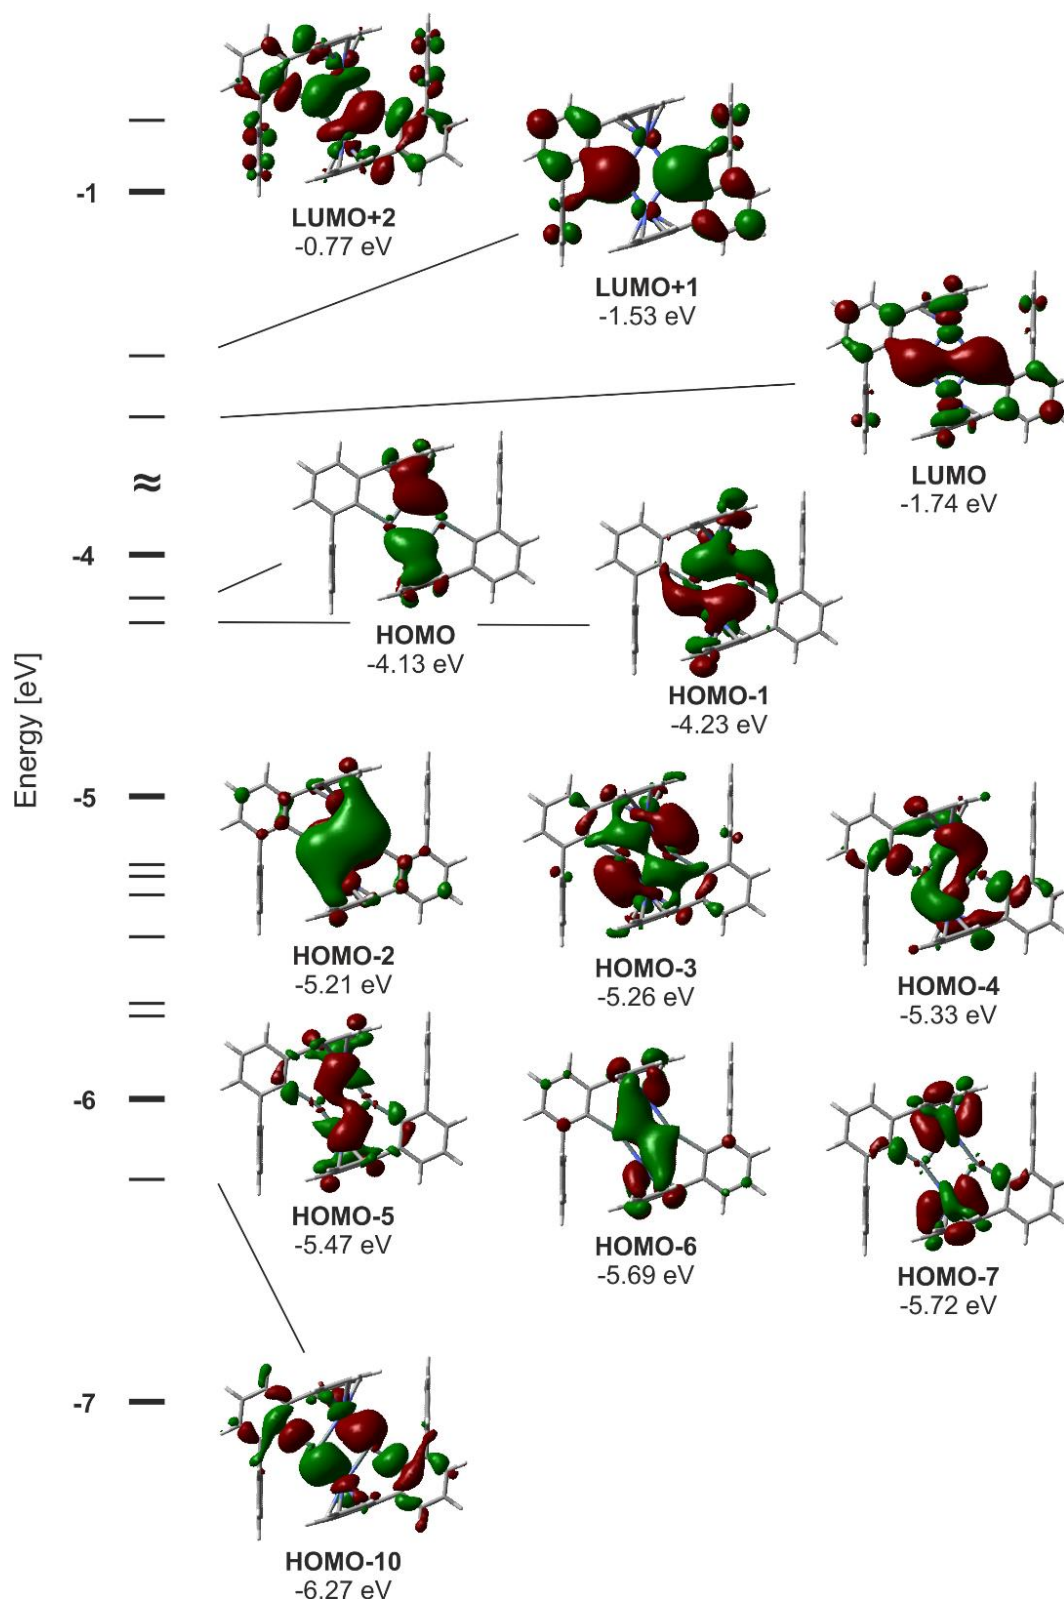 LUMO+2
-0.77 eV
-1
LUMO+1
-1.53 eV
LUMO
-1.74 eV
≈
-4
HOMO
-4.13 eV
HOMO-1
-4.23 eV
Energy [eV]
-5
HOMO-2
-5.21 eV
HOMO-3
-5.26 eV
HOMO-4
-5.33 eV
-6
HOMO-5
-5.47 eV
HOMO-6
-5.69 eV
HOMO-7
-5.72 eV
-7
HOMO-10
-6.27 eV